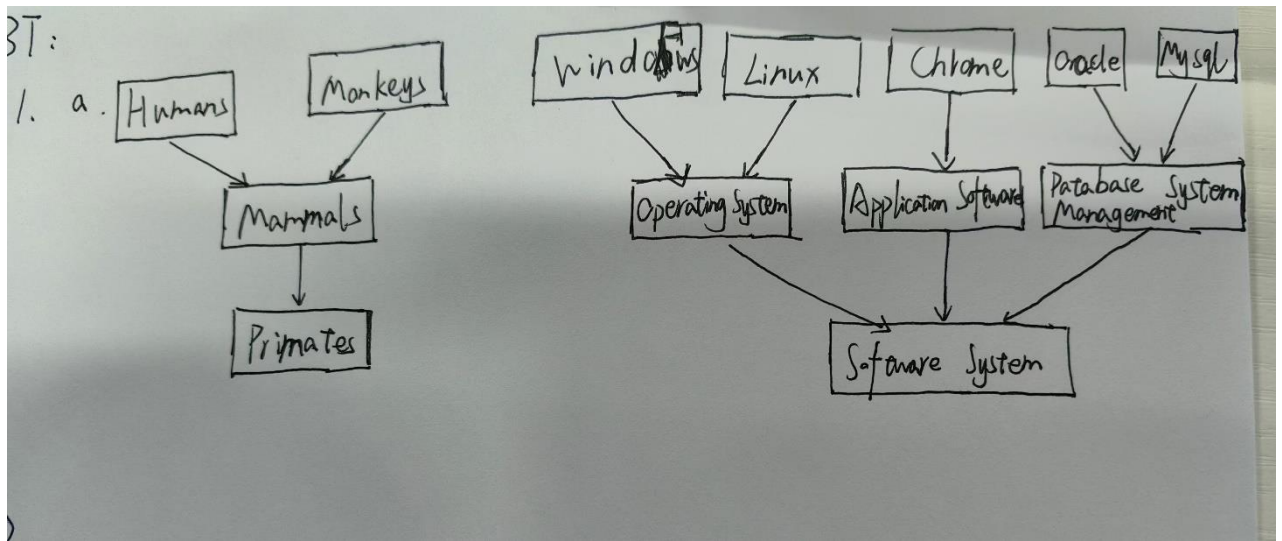 BT:
1. a.
Humans
Monkeys
Mammals
Primates
Windows
Linux
Chrome
Oracle
Mysql
Operating System
Application Software
Database System
Management
Software System